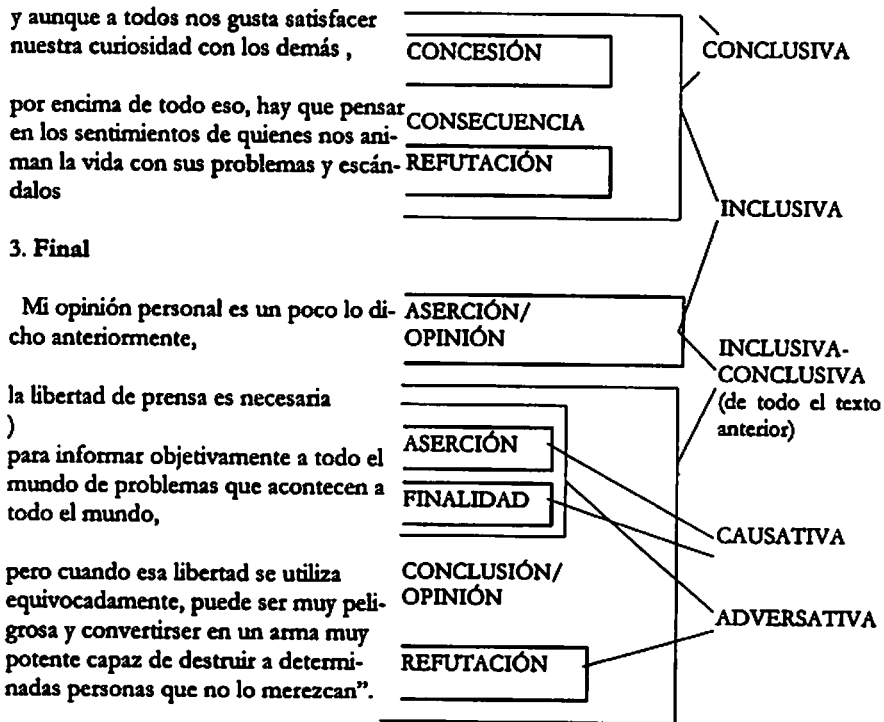 y aunque a todos nos gusta satisfacer
nuestra curiosidad con los demás ,
CONCESIÓN
CONCLUSIVA
por encima de todo eso, hay que pensar
en los sentimientos de quienes nos ani-
man la vida con sus problemas y escán-
dalos
CONSECUENCIA
REFUTACIÓN
INCLUSIVA
3. Final
Mi opinión personal es un poco lo di-
cho anteriormente,
ASERCIÓN/
OPINIÓN
INCLUSIVA-
CONCLUSIVA
(de todo el texto
anterior)
la libertad de prensa es necesaria
)
para informar objetivamente a todo el
mundo de problemas que acontecen a
todo el mundo,
ASERCIÓN
FINALIDAD
CAUSATIVA
pero cuando esa libertad se utiliza
equivocadamente, puede ser muy peli-
grosa y convertirser en un arma muy
potente capaz de destruir a determi-
nadas personas que no lo merezcan”.
CONCLUSIÓN/
OPINIÓN
REFUTACIÓN
ADVERSATIVA